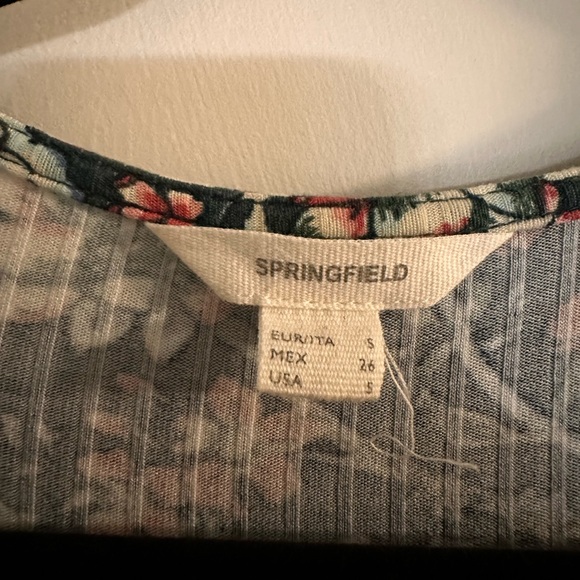 SPRINGFIELD
EUR/ITA S
MEX 26
USA S